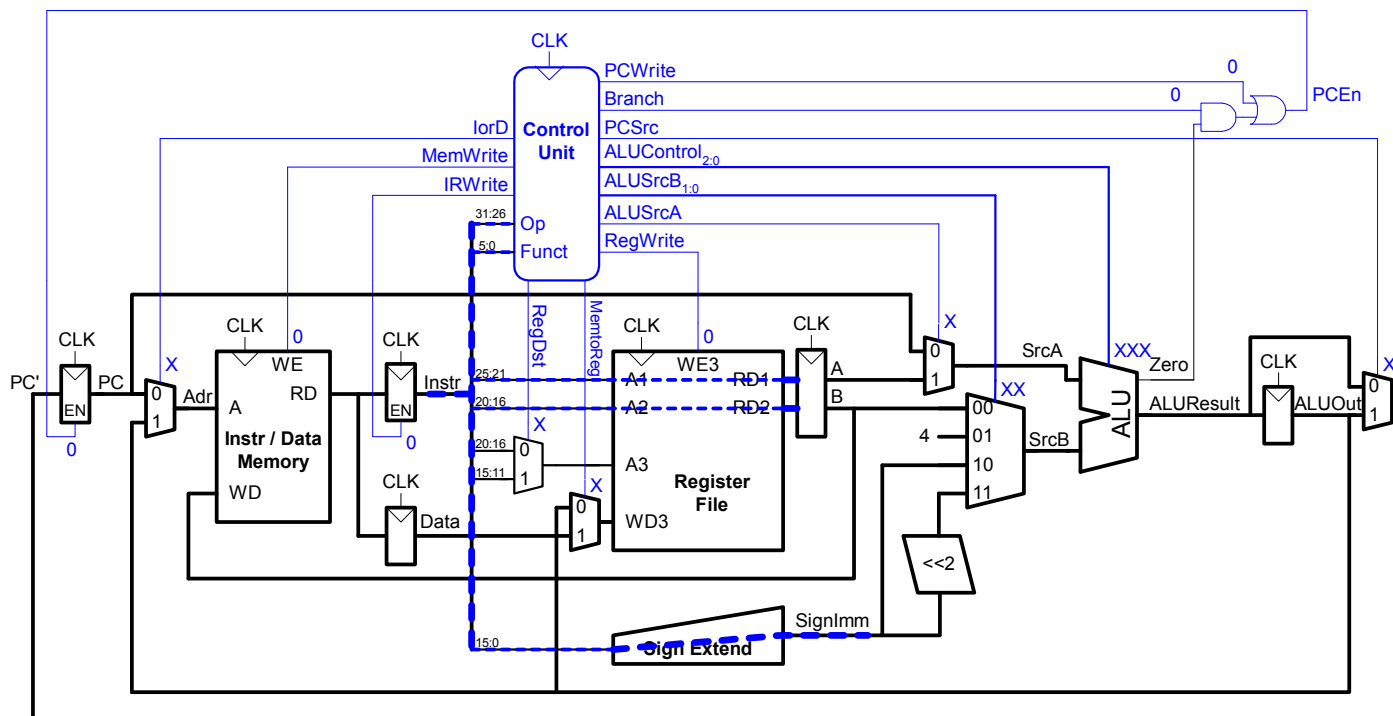 CLK
PCWrite
0
Branch
0
PCEn
IorD
Control
Unit
PCSrc
MemWrite
ALUControl2:0
IRWrite
ALUSrcB1:0
31:26
Op
ALUSrcA
5:0
Funct
RegWrite
RegDst
MemtoReg
CLK
CLK
0
CLK
CLK
0
CLK
X
X
X
XXX
X
PC'
PC
EN
0
0
1
Adr
WE
A
RD
Instr / Data
Memory
WD
EN
0
Instr
25:21
A1
WE3
RD1
A
20:16
A2
RD2
B
0
1
SrcA
XX
Zero
CLK
0
1
00
4
01
10
11
SrcB
ALU
ALUResult
ALUOut
20:16
15:11
X
0
1
A3
Register
File
CLK
Data
X
0
1
WD3
<<2
SignImm
15:0
Sign Extend